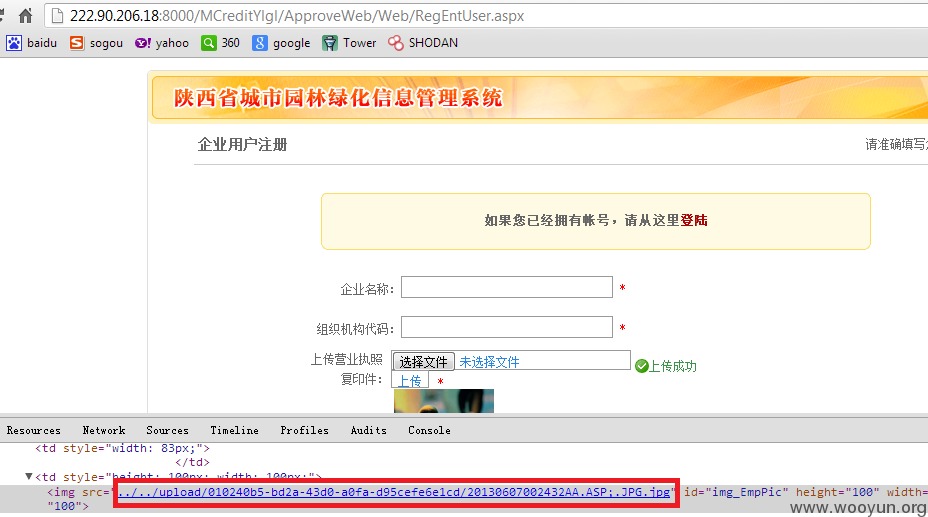 222.90.206.18:8000/MCreditYlgl/ApproveWeb/Web/RegEntUser.aspx
baidu sogou yahoo 360 google Tower SHODAN
陕西省城市园林绿化信息管理系统
企业用户注册 请准确填写
如果您已经拥有帐号，请从这里登陆
企业名称： *
组织机构代码： *
上传营业执照 选择文件 未选择文件 上传成功
复印件： 上传 *
Resources Network Sources Timeline Profiles Audits Console
<td style="width: 83px;">
</td>
▼<td style="height: 100px; width: 100px;">
<img src="../../upload/010240b5-bd2a-43d0-a0fa-d95cefe6e1cd/20130607002432AA.ASP;.JPG.jpg" id="img_EmpPic" height="100" width=
"100">
www.wooyun.org